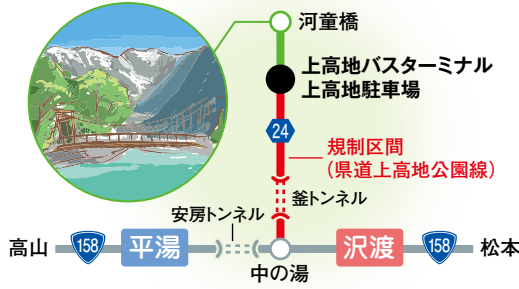 河童橋
上高地バスターミナル
上高地駐車場
24
規制区間
(県道上高地公園線)
釜トンネル
安房トンネル
高山
158
平湯
中の湯
沢渡
158
松本